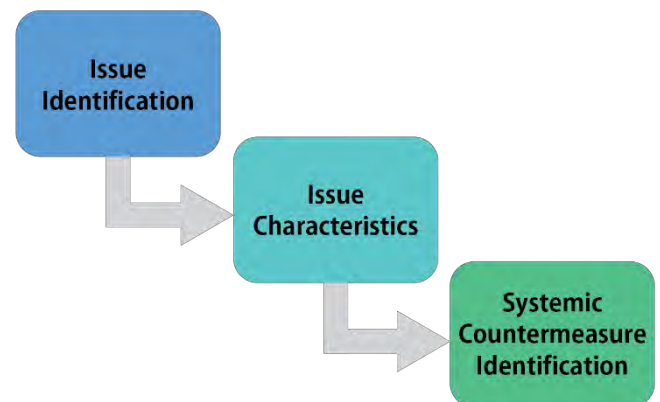 Issue
Identification
Issue
Characteristics
Systemic
Countermeasure
Identification